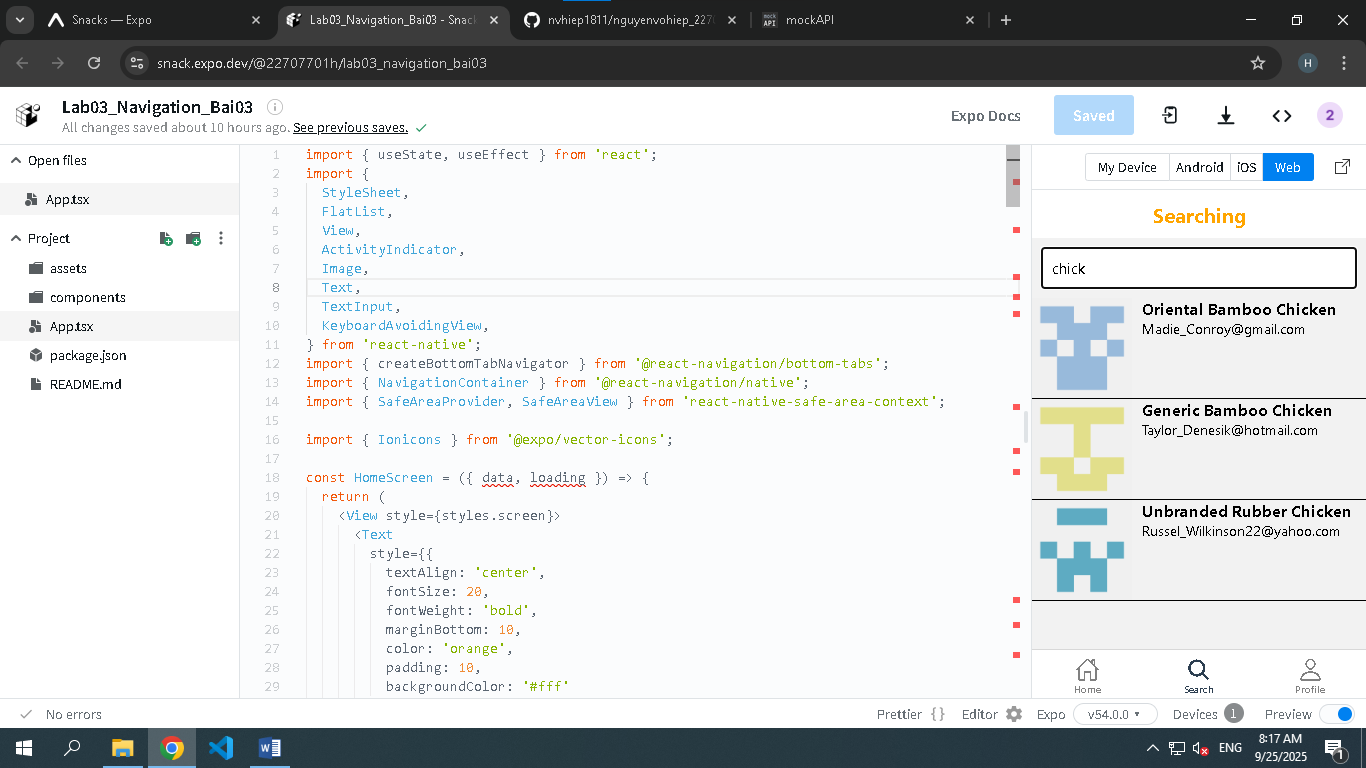 Snacks — Expo
Lab03_Navigation_Bai03 - Snac
nvhiep1811/nguyenvohiep_2270
mockAPI
snack.expo.dev/@22707701h/lab03_navigation_bai03
H
Lab03_Navigation_Bai03
All changes saved about 10 hours ago. See previous saves.
Expo Docs
Saved
2
Open files
App.tsx
Project
assets
components
App.tsx
package.json
README.md
1 import { useState, useEffect } from 'react';
2 import {
3 StyleSheet,
4 FlatList,
5 View,
6 ActivityIndicator,
7 Image,
8 Text,
9 TextInput,
10 KeyboardAvoidingView,
11 } from 'react-native';
12 import { createBottomTabNavigator } from '@react-navigation/bottom-tabs';
13 import { NavigationContainer } from '@react-navigation/native';
14 import { SafeAreaProvider, SafeAreaView } from 'react-native-safe-area-context';
15
16 import { Ionicons } from '@expo/vector-icons';
17
18 const HomeScreen = ({ data, loading }) => {
19 return (
20 <View style={styles.screen}>
21 <Text
22 style={{
23 textAlign: 'center',
24 fontSize: 20,
25 fontWeight: 'bold',
26 marginBottom: 10,
27 color: 'orange',
28 padding: 10,
29 backgroundColor: '#fff'
My Device
Android
iOS
Web
Searching
chick
Oriental Bamboo Chicken
Madie_Conroy@gmail.com
Generic Bamboo Chicken
Taylor_Denesik@hotmail.com
Unbranded Rubber Chicken
Russel_Wilkinson22@yahoo.com
Home
Search
Profile
No errors
Prettier {}
Editor
Expo
v54.0.0
Devices 1
Preview
ENG
8:17 AM
9/25/2025
1